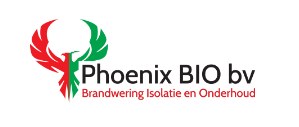 Phoenix BIO bv
Brandwering Isolatie en Onderhoud